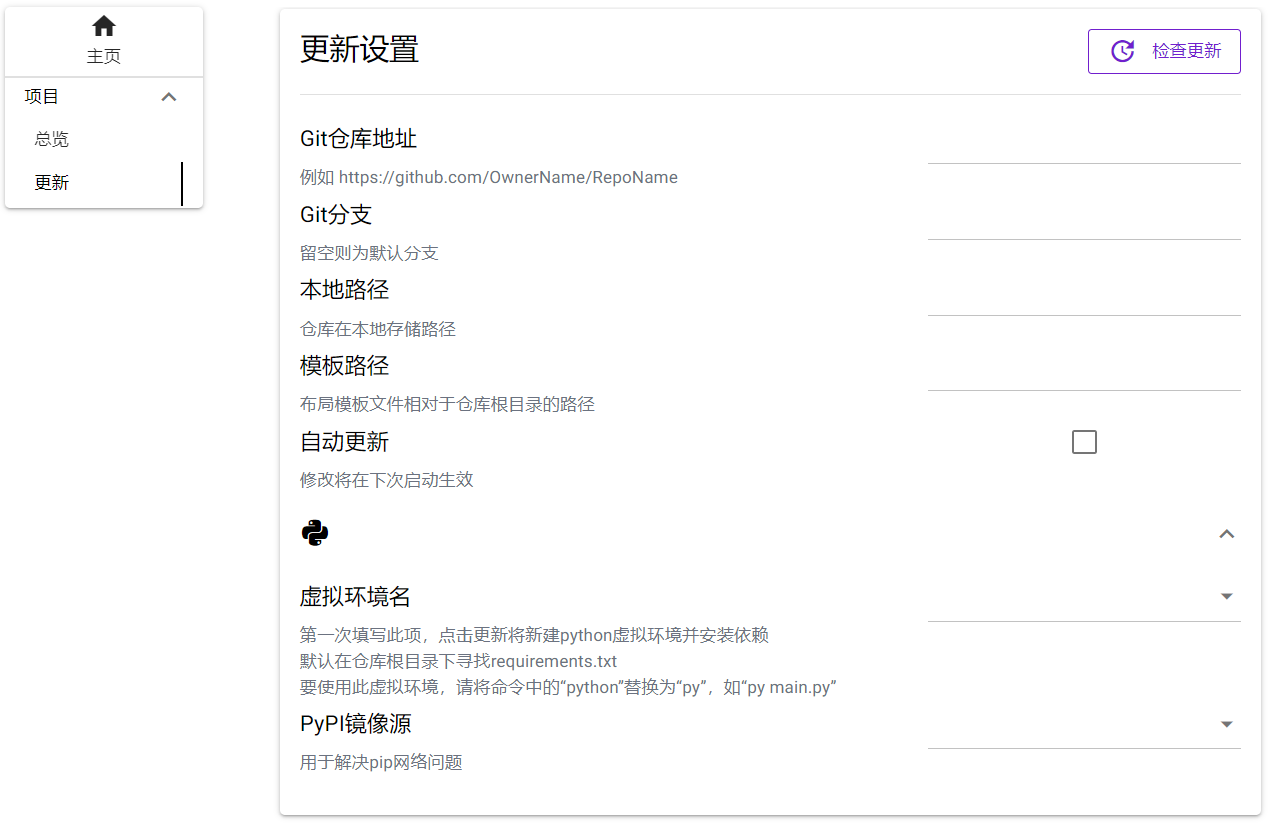 主页
项目
总览
更新
更新设置
检查更新
Git仓库地址
例如 https://github.com/OwnerName/RepoName
Git分支
留空则为默认分支
本地路径
仓库在本地存储路径
模板路径
布局模板文件相对于仓库根目录的路径
自动更新
修改将在下次启动生效
虚拟环境名
第一次填写此项，点击更新将新建python虚拟环境并安装依赖
默认在仓库根目录下寻找requirements.txt
要使用此虚拟环境，请将命令中的“python”替换为“py”，如“py main.py”
PyPI镜像源
用于解决pip网络问题